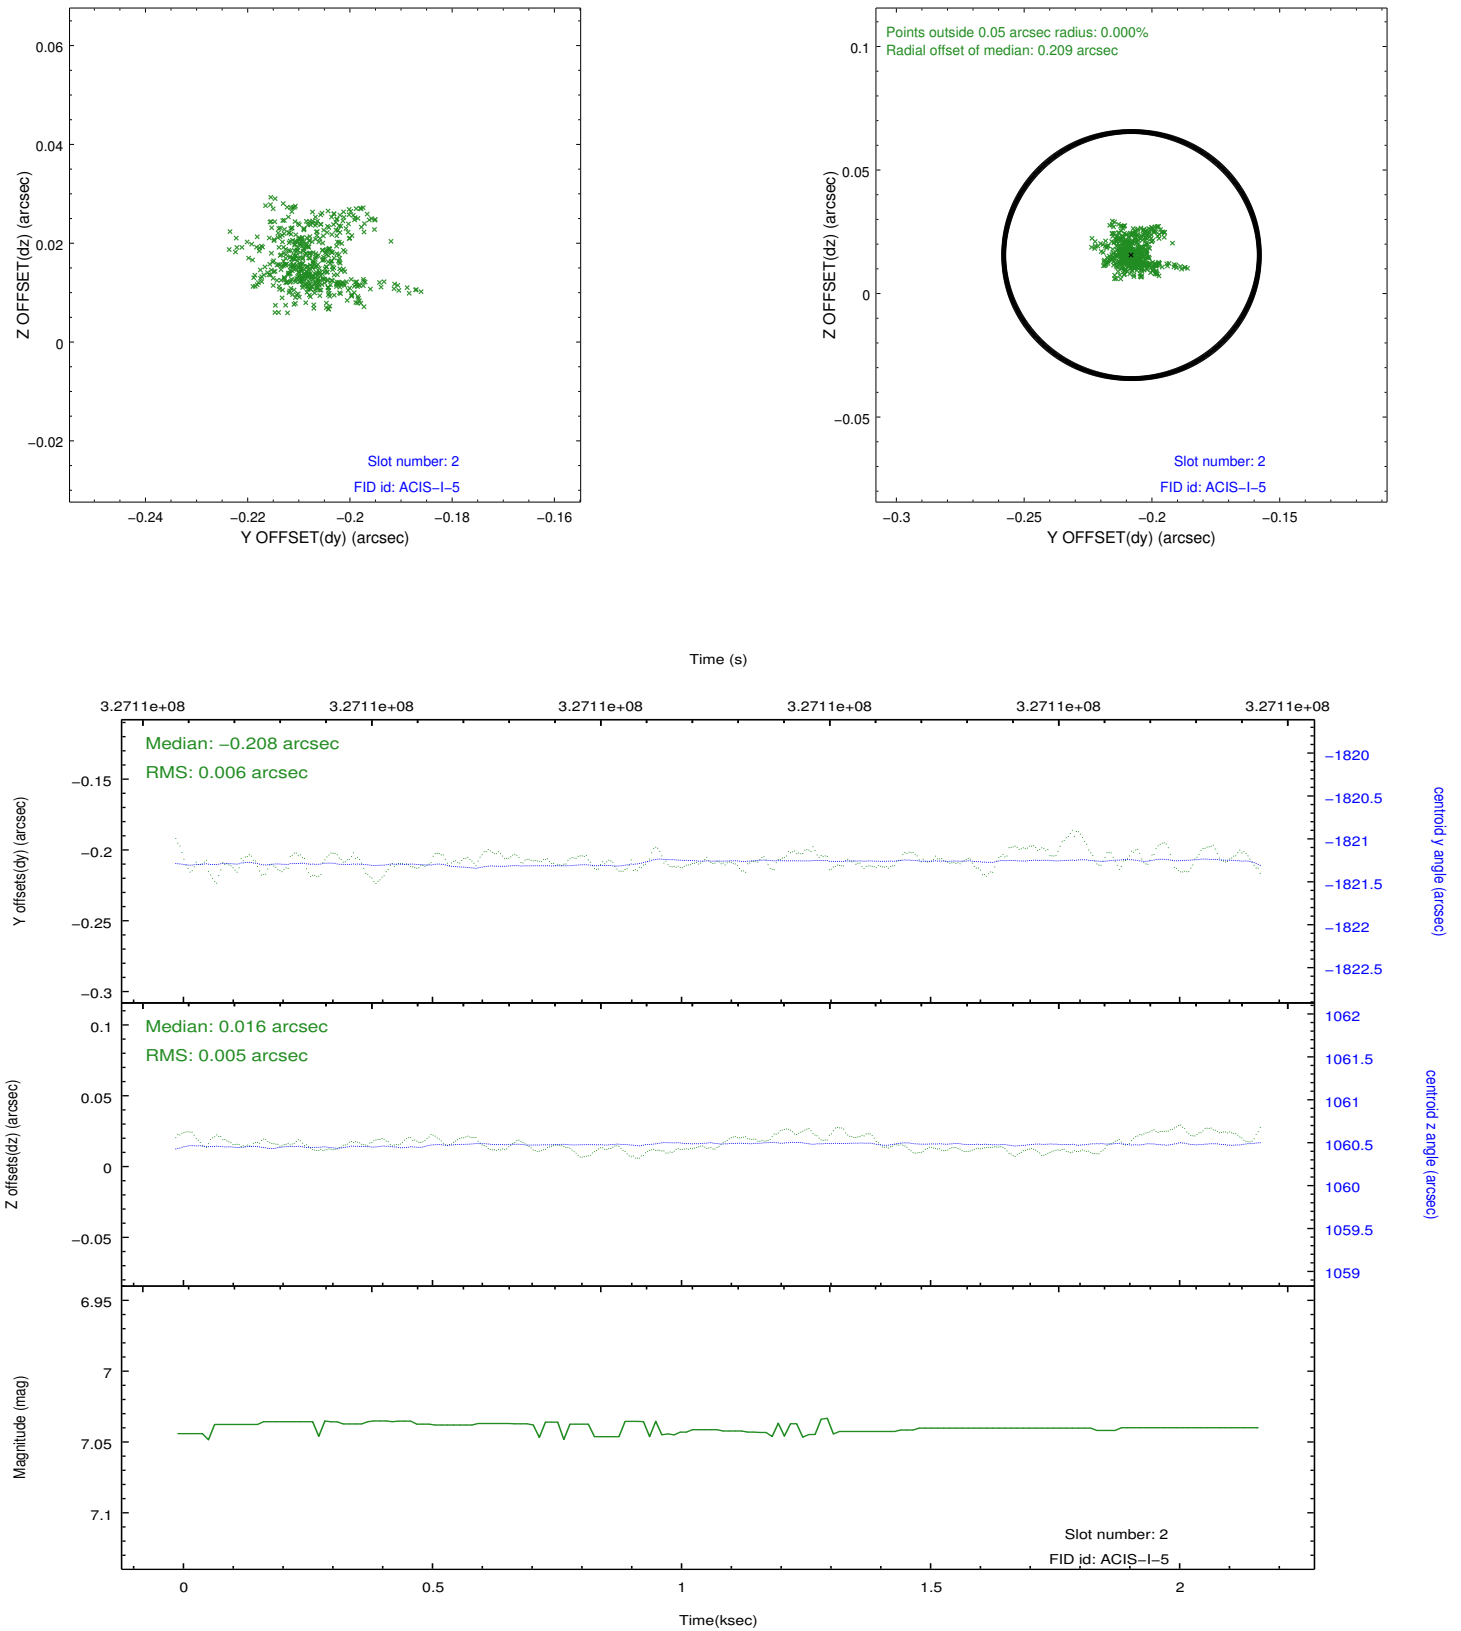 Points outside 0.05 arcsec radius: 0.000%
Radial offset of median: 0.209 arcsec
0.06
0.04
0.02
0
−0.02
Z OFFSET(dz) (arcsec)
Slot number: 2
FID id: ACIS−I−5
−0.24
−0.22
−0.2
−0.18
−0.16
Y OFFSET(dy) (arcsec)
0.1
0.05
0
−0.05
Z OFFSET(dz) (arcsec)
Slot number: 2
FID id: ACIS−I−5
−0.3
−0.25
−0.2
−0.15
Y OFFSET(dy) (arcsec)
Time (s)
3.2711e+08
3.2711e+08
3.2711e+08
3.2711e+08
3.2711e+08
3.2711e+08
Median: −0.208 arcsec
RMS: 0.006 arcsec
−0.15
−0.2
−0.25
−0.3
Y offsets(dy) (arcsec)
−1820
−1820.5
−1821
−1821.5
−1822
−1822.5
centroid y angle (arcsec)
Median: 0.016 arcsec
RMS: 0.005 arcsec
0.1
0.05
0
−0.05
Z offsets(dz) (arcsec)
1062
1061.5
1061
1060.5
1060
1059.5
1059
centroid z angle (arcsec)
6.95
7
7.05
7.1
Magnitude (mag)
Slot number: 2
FID id: ACIS−I−5
0
0.5
1
1.5
2
Time(ksec)